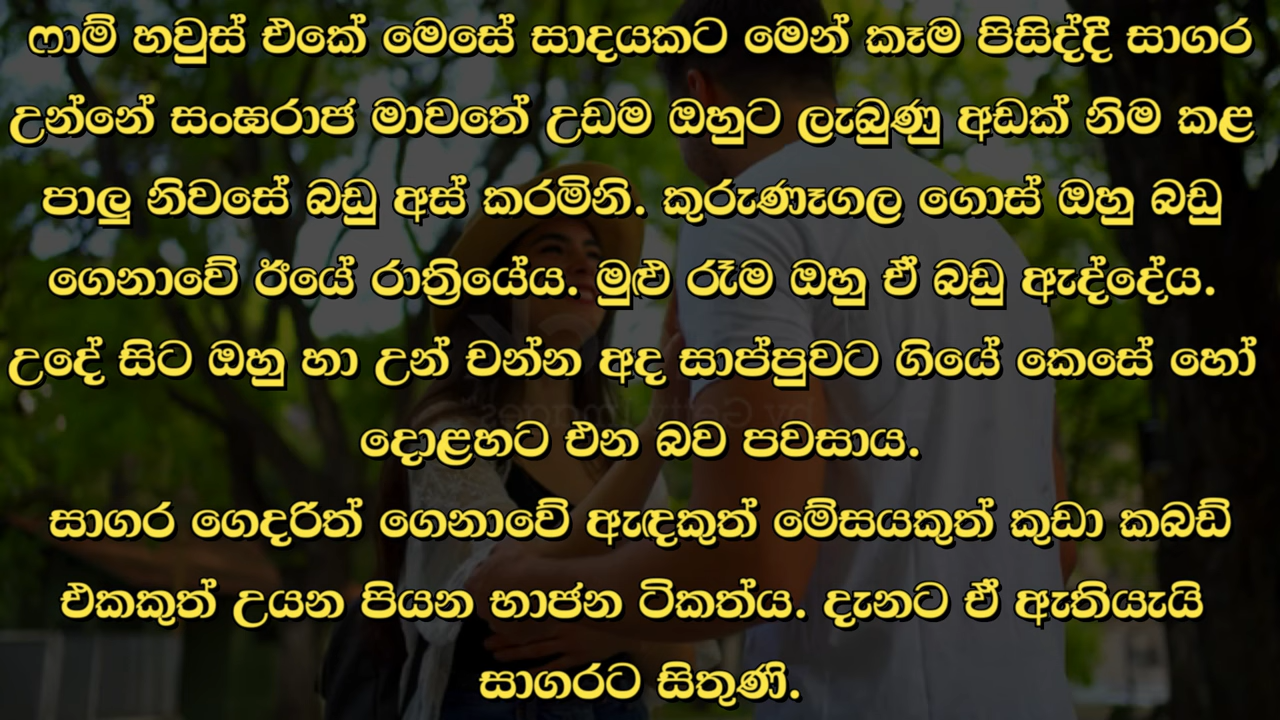 ෆාම් හවුස් එකේ මෙසේ සාදයකට මෙන් කෑම පිසිද්දී සාගර
උන්නේ සංඝරාජ මාවතේ උඩම ඔහුට ලැබුණු අඩක් නිම කළ
පාලු නිවසේ බඩු අස් කරමිනි. කුරුණෑගල ගොස් ඔහු බඩු
ගෙනාවේ ඊයේ රාත්‍රියේය. මුළු රෑම ඔහු ඒ බඩු ඇද්දේය.
උදේ සිට ඔහු හා උන් චන්න අද සාප්පුවට ගියේ කෙසේ හෝ
දොළහට එන බව පවසාය.
සාගර ගෙදරිත් ගෙනාවේ ඇඳකුත් මේසයකුත් කුඩා කබඩ්
එකකුත් උයන පියන භාජන ටිකත්ය. දැනට ඒ ඇතියැයි
සාගරට සිතුණි.